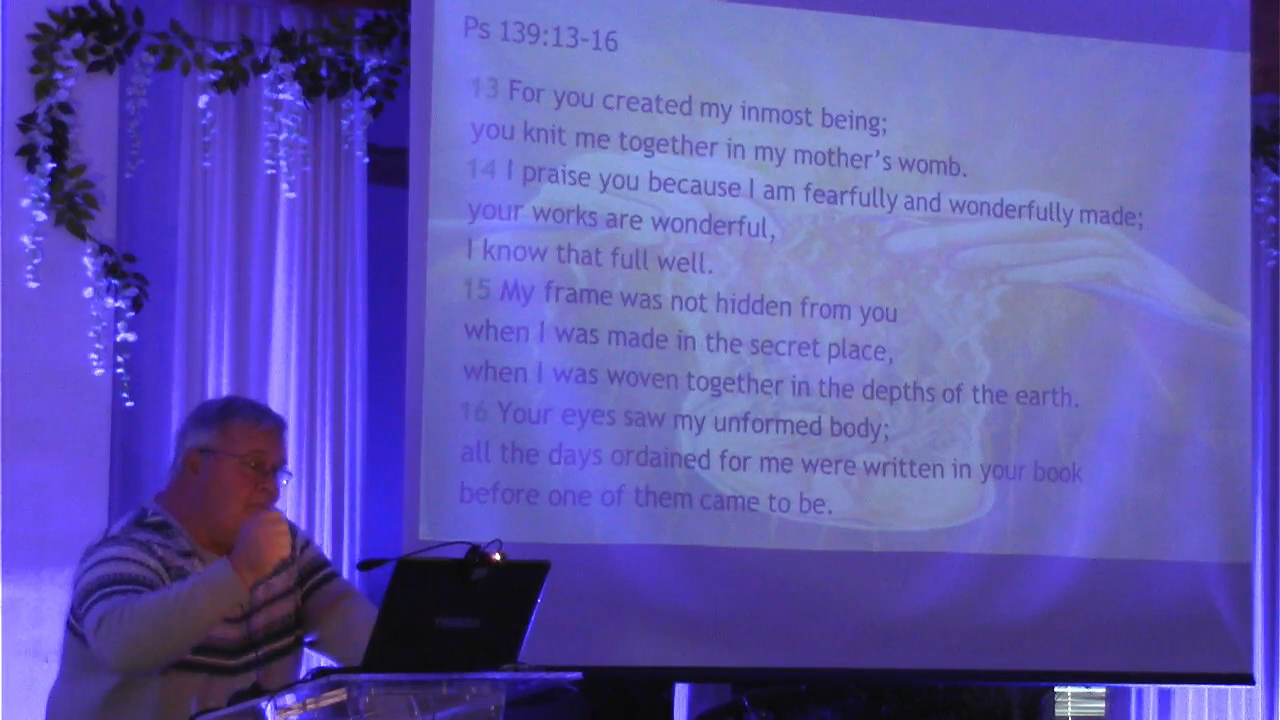 Ps 139:13-16
13 For you created my inmost being;
you knit me together in my mother's womb.
14 I praise you because I am fearfully and wonderfully made;
your works are wonderful,
I know that full well.
15 My frame was not hidden from you
when I was made in the secret place,
when I was woven together in the depths of the earth.
16 Your eyes saw my unformed body;
all the days ordained for me were written in your book
before one of them came to be.